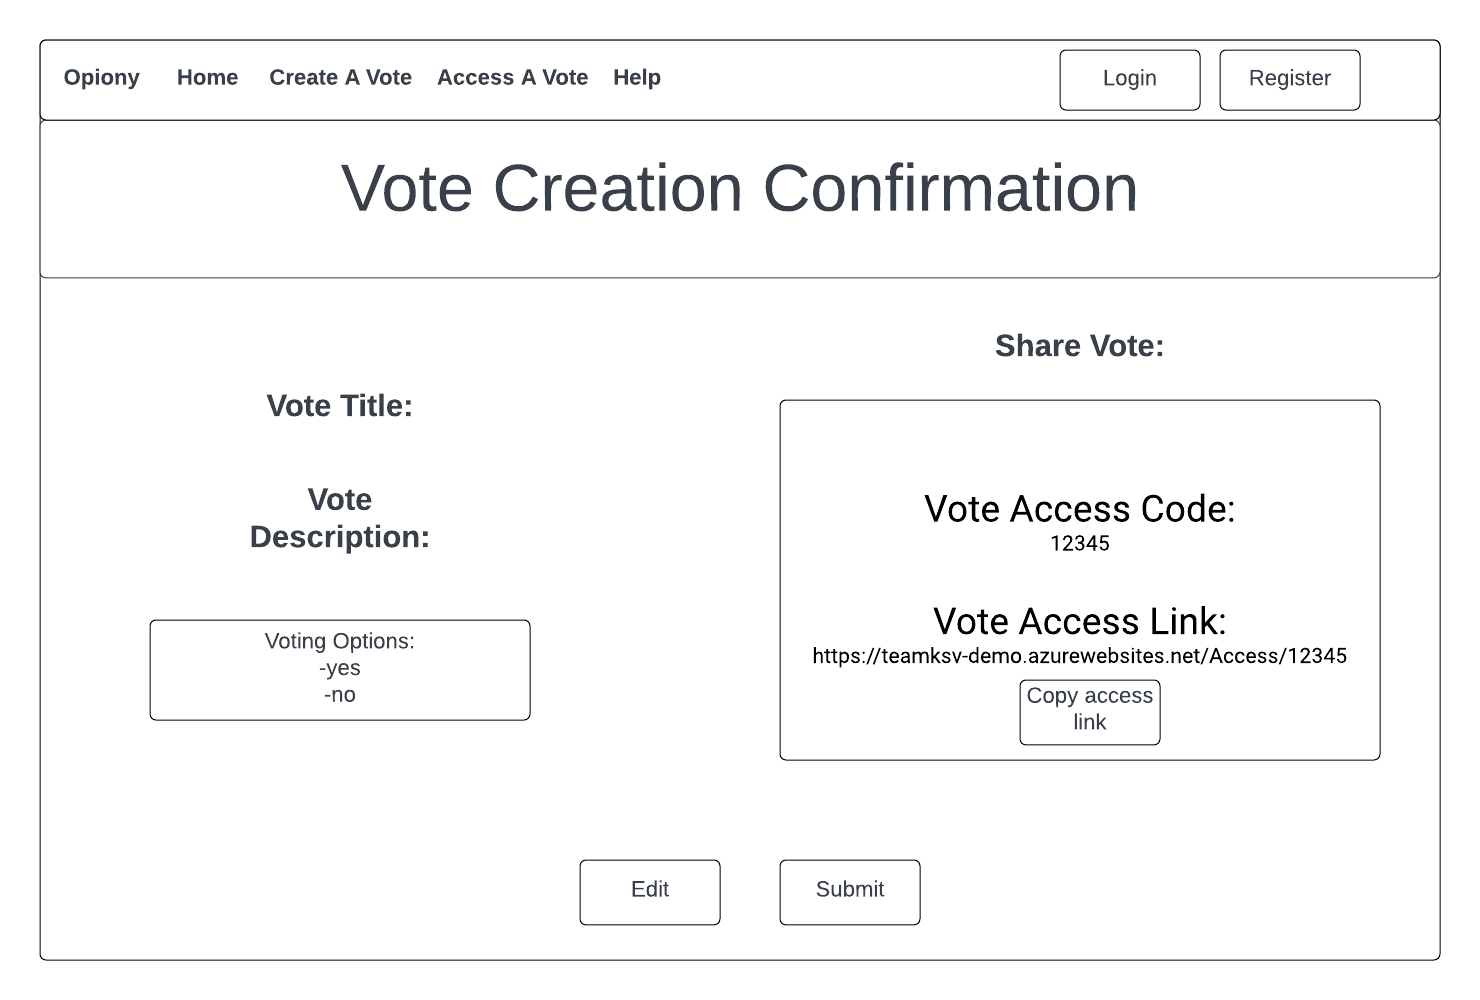 Opiony Home Create A Vote Access A Vote Help Login Register
Vote Creation Confirmation
Vote Title:
Vote
Description:
Voting Options:
-yes
-no
Share Vote:
Vote Access Code:
12345
Vote Access Link:
https://teamksv-demo.azurewebsites.net/Access/12345
Copy access
link
Edit Submit